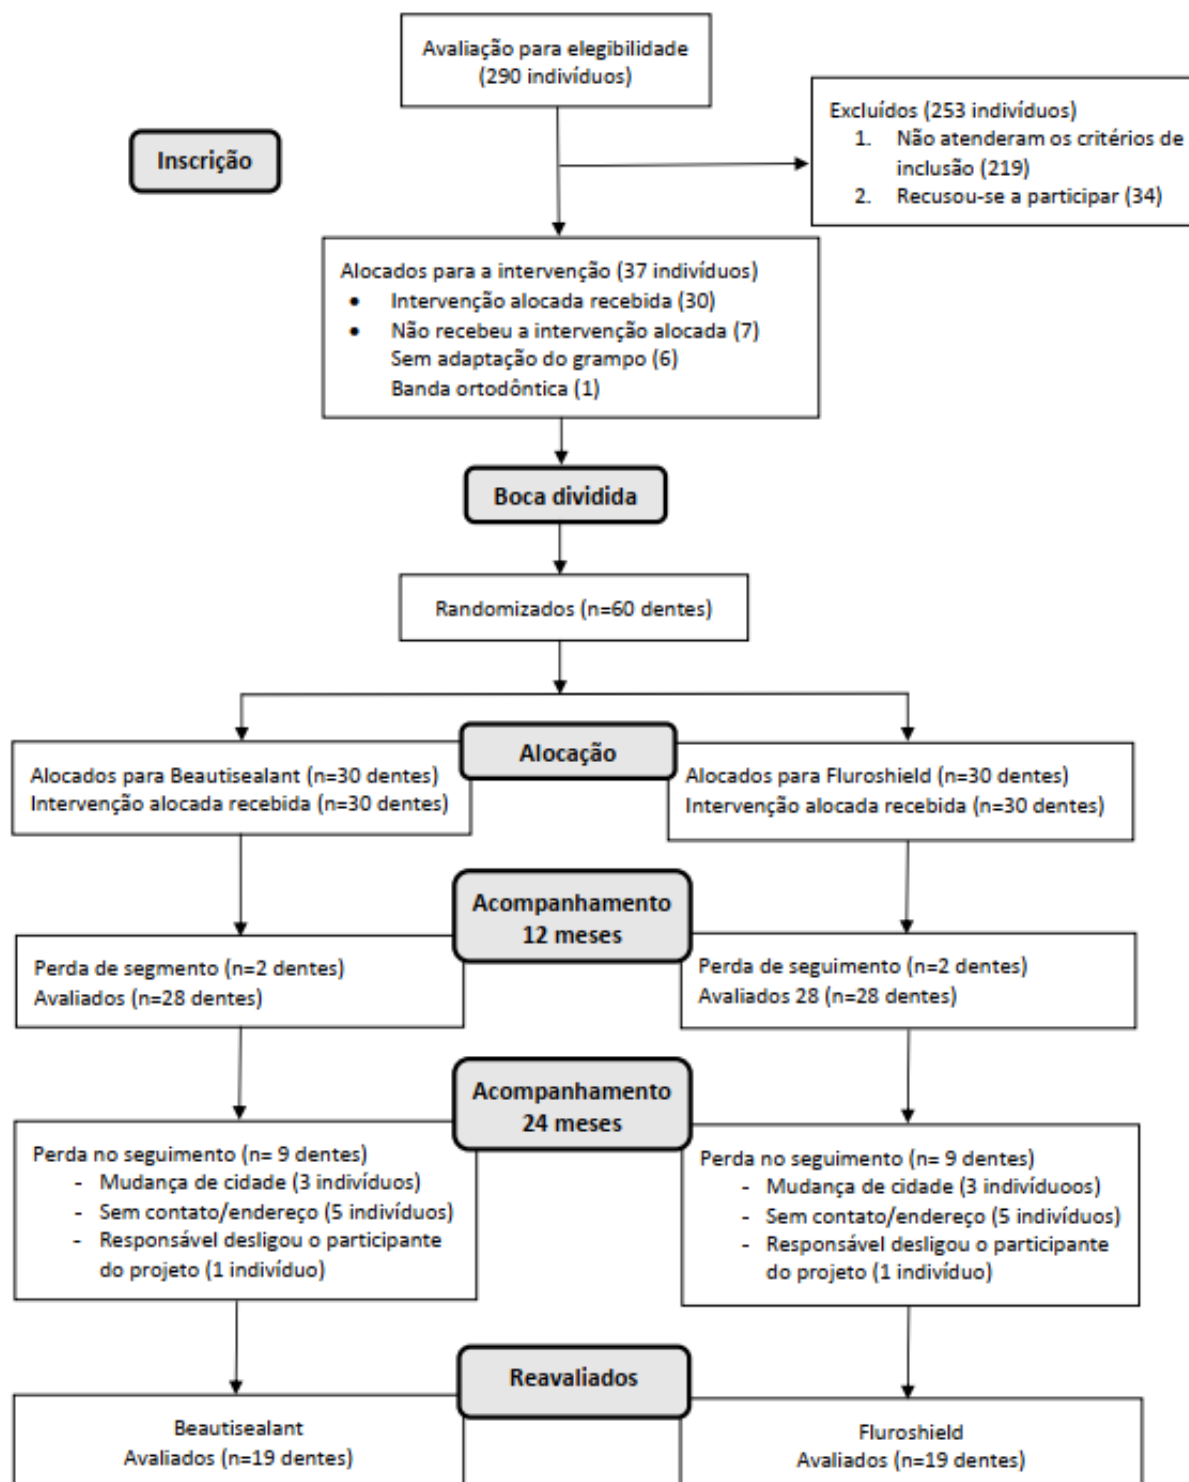 Avaliação para elegibilidade
(290 indivíduos)
Excluídos (253 indivíduos)
1. Não atenderam os critérios de
inclusão (219)
2. Recusou-se a participar (34)
Inscrição
Alocados para a intervenção (37 indivíduos)
• Intervenção alocada recebida (30)
• Não recebeu a intervenção alocada (7)
Sem adaptação do grampo (6)
Banda ortodôntica (1)
Boca dividida
Randomizados (n=60 dentes)
Alocação
Alocados para Beautisealant (n=30 dentes)
Intervenção alocada recebida (n=30 dentes)
Alocados para Fluroshield (n=30 dentes)
Intervenção alocada recebida (n=30 dentes)
Acompanhamento
12 meses
Perda de segmento (n=2 dentes)
Avaliados (n=28 dentes)
Perda de seguimento (n=2 dentes)
Avaliados 28 (n=28 dentes)
Acompanhamento
24 meses
Perda no seguimento (n= 9 dentes)
- Mudança de cidade (3 indivíduos)
- Sem contato/endereço (5 indivíduos)
- Responsável desligou o participante
do projeto (1 indivíduo)
Perda no seguimento (n= 9 dentes)
- Mudança de cidade (3 indivíduoos)
- Sem contato/endereço (5 indivíduos)
- Responsável desligou o participante
do projeto (1 indivíduo)
Reavaliados
Beautisealant
Avaliados (n=19 dentes)
Fluroshield
Avaliados (n=19 dentes)